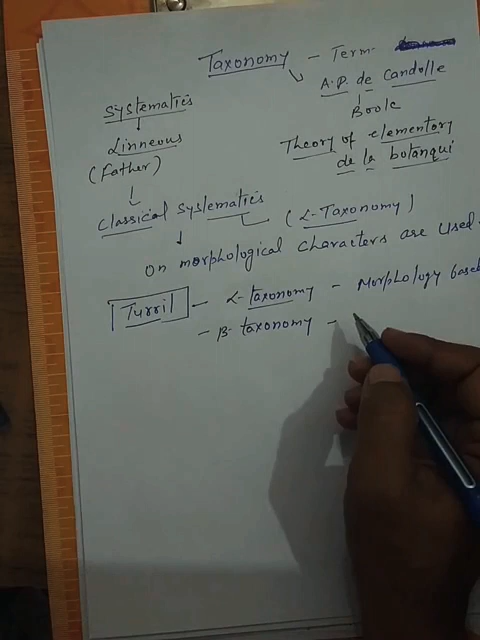 Taxonomy - Term.
A.P. de Candolle
Book
Theory of elementory
de la botanqui
Systematics
Linneous
(Father)
Classical Systematics
(α-Taxonomy)
on morphological characters are used.
Turril - α-taxonomy - Morphology based
- β-taxonomy -